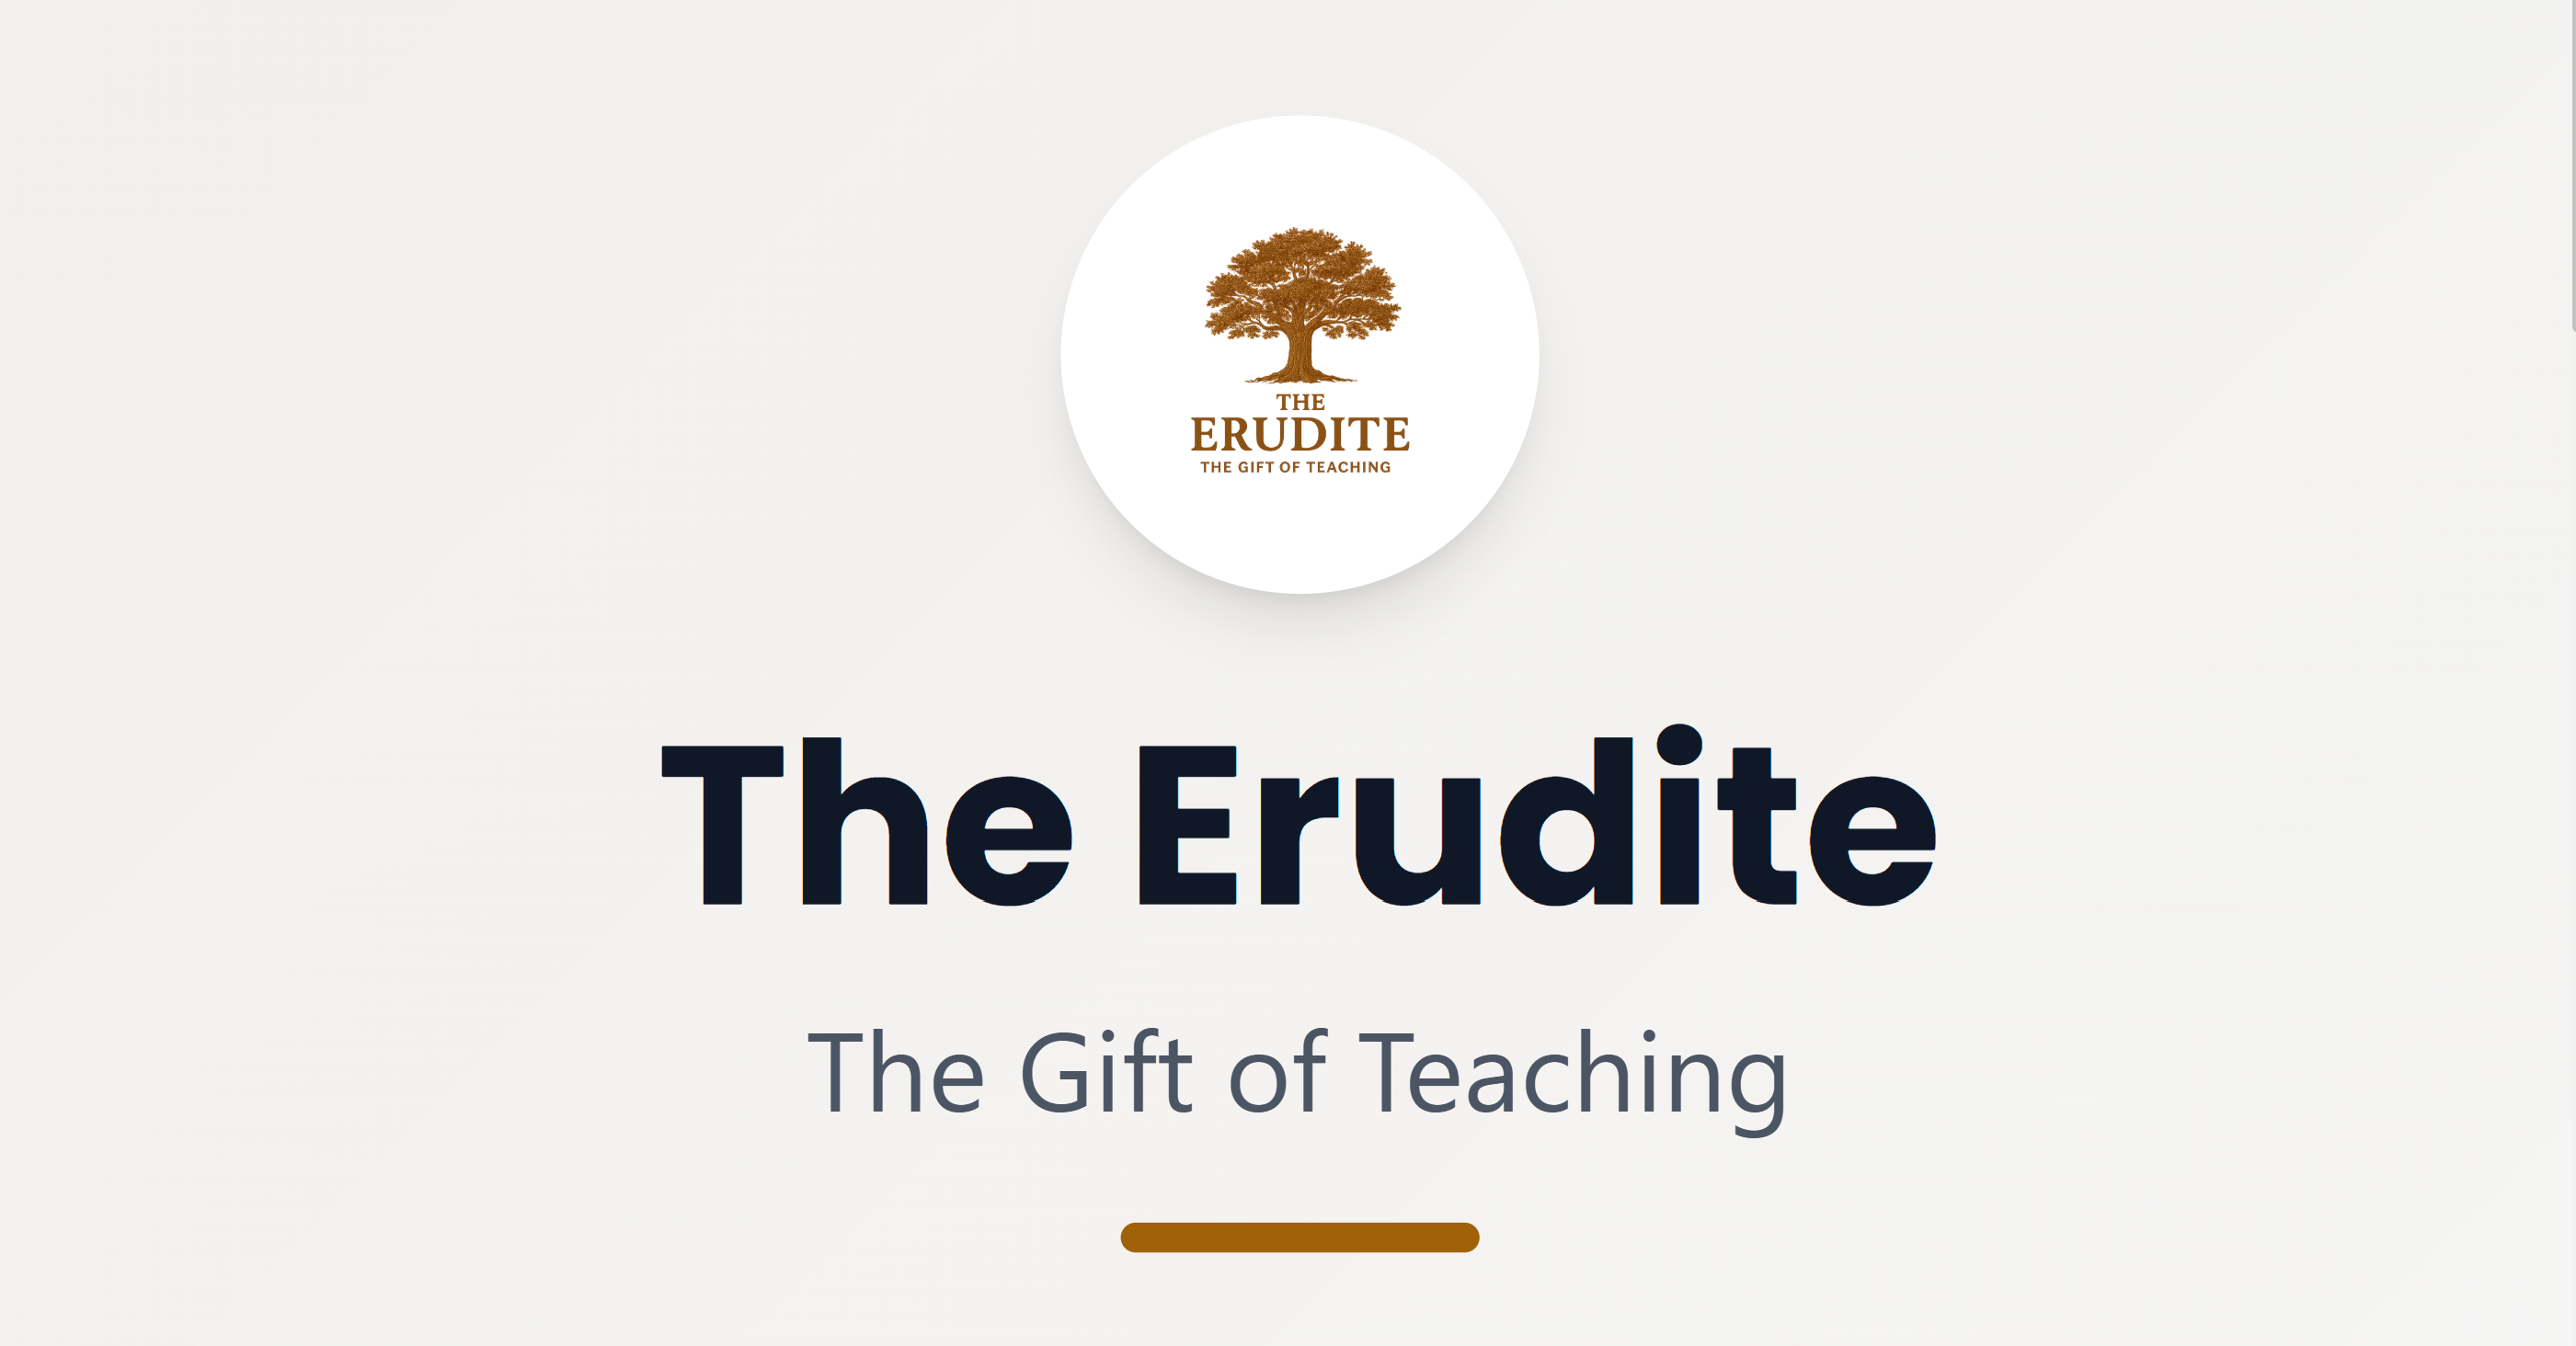 THE
ERUDITE
THE GIFT OF TEACHING
The Erudite
The Gift of Teaching